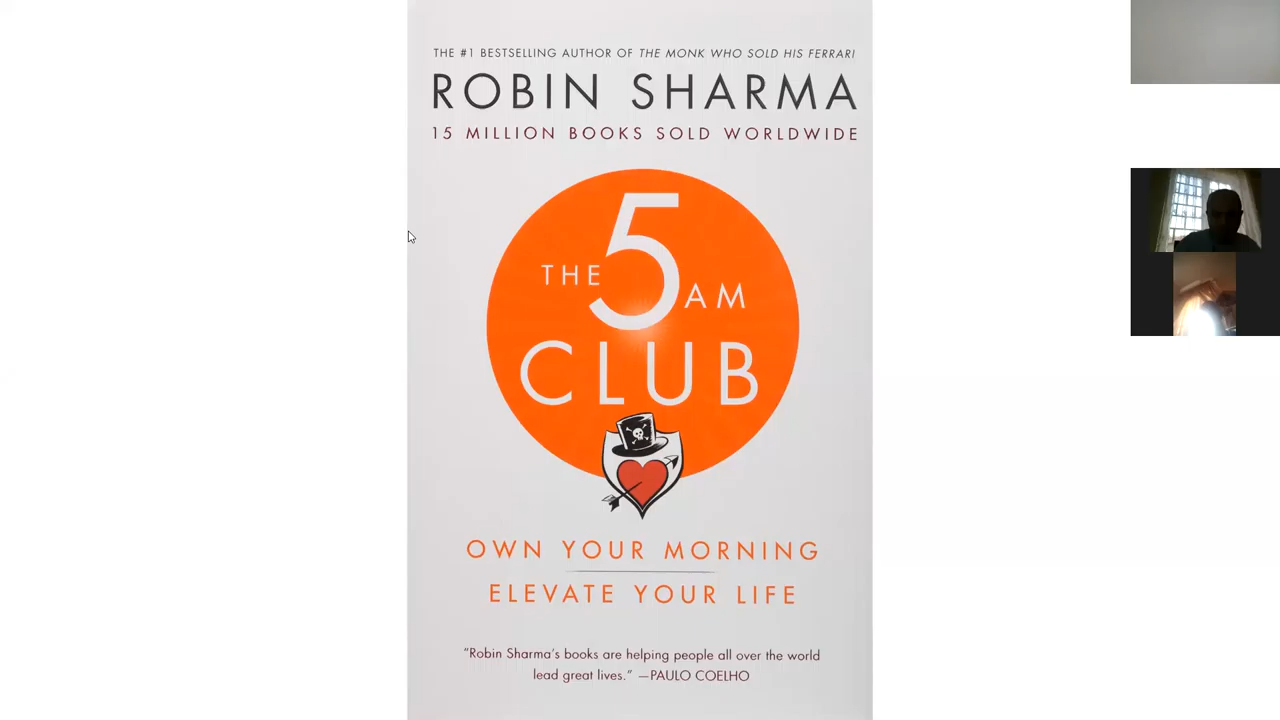 THE #1 BESTSELLING AUTHOR OF THE MONK WHO SOLD HIS FERRARI
ROBIN SHARMA
15 MILLION BOOKS SOLD WORLDWIDE
THE 5 AM
CLUB
OWN YOUR MORNING
ELEVATE YOUR LIFE
“Robin Sharma’s books are helping people all over the world
lead great lives.” —PAULO COELHO